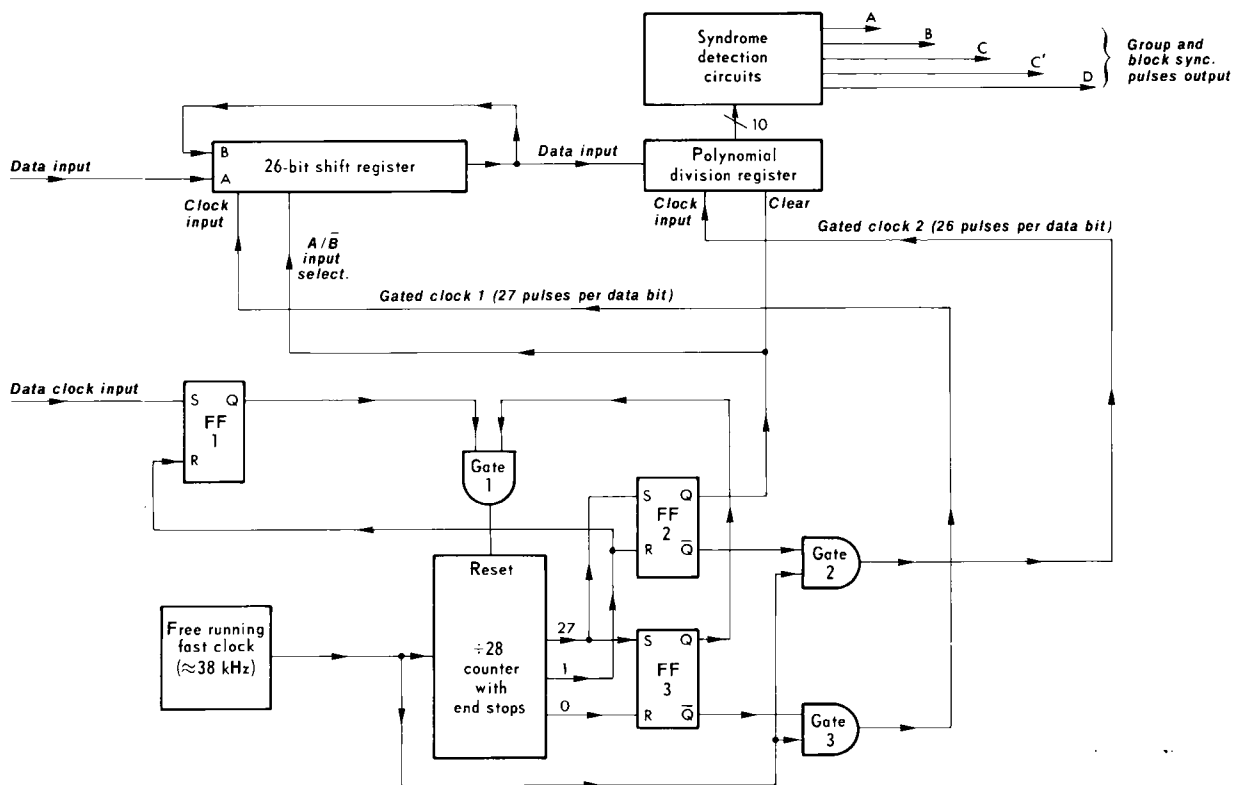 A
B
C
C'
D
Syndrome
detection
circuits
Group and
block sync.
pulses output
10
B
A
26-bit shift register
Data input
Data input
Polynomial
division register
Clock
input
A/B̅
input
select.
Clock
input
Clear
Gated clock 2 (26 pulses per data bit)
Gated clock 1 (27 pulses per data bit)
Data clock input
S Q
FF
1
R
Gate
1
S Q
FF
2
R Q̅
Gate
2
Reset
÷28
counter
with
end stops
27
1
0
Free running
fast clock
(≈38 kHz)
S Q
FF
3
R Q̅
Gate
3